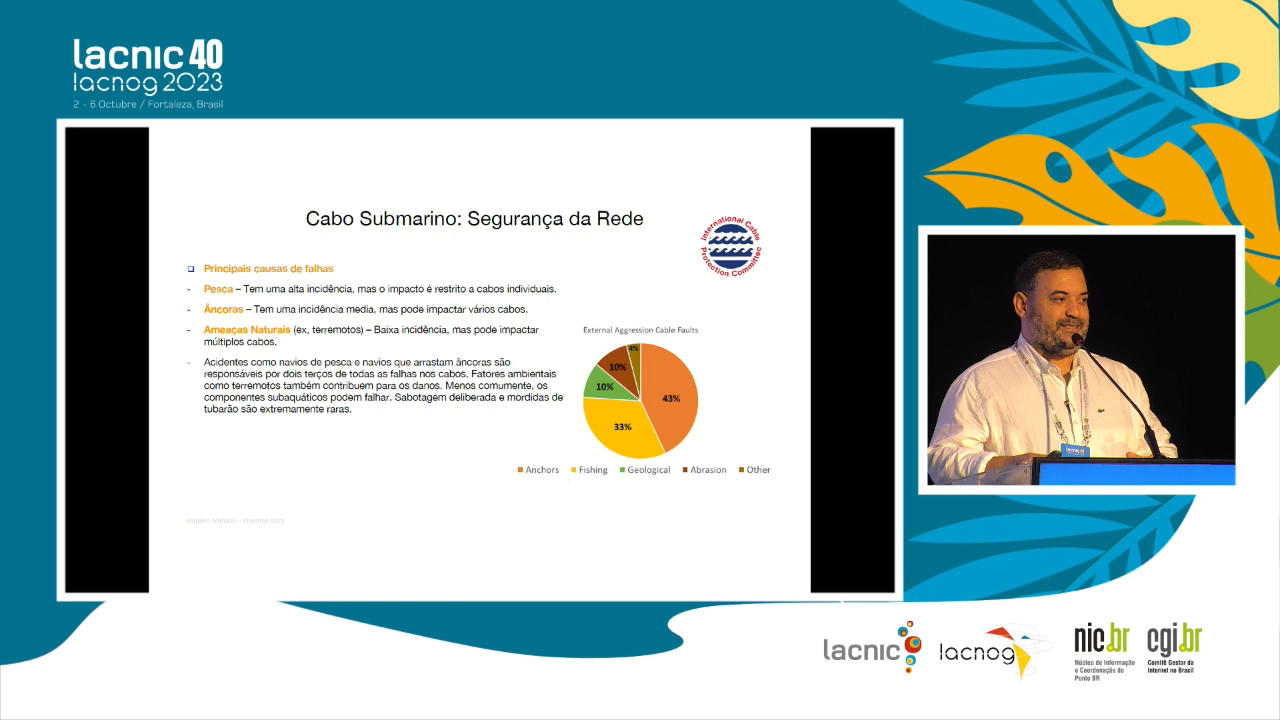 lacnic 40
lacnog 2023
2 - 6 Octubre / Fortaleza, Brasil
Cabo Submarino: Segurança da Rede
International Cable
Protection Committee
Principais causas de falhas
- Pesca – Tem uma alta incidência, mas o impacto é restrito a cabos individuais.
- Âncoras – Tem uma incidência media, mas pode impactar vários cabos.
- Ameaças Naturais (ex, terremotos) – Baixa incidência, mas pode impactar
múltiplos cabos.
- Acidentes como navios de pesca e navios que arrastam âncoras são
responsáveis por dois terços de todas as falhas nos cabos. Fatores ambientais
como terremotos também contribuem para os danos. Menos comumente, os
componentes subaquáticos podem falhar. Sabotagem deliberada e mordidas de
tubarão são extremamente raras.
External Aggression Cable Faults
4%
10%
10%
43%
33%
Anchors Fishing Geological Abrasion Other
Rogério Mariano – Outubro 2023
lacnic
lacnic
lacnog
nic.br
Núcleo de Informação
e Coordenação do
Ponto BR
cgi.br
Comitê Gestor da
Internet no Brasil